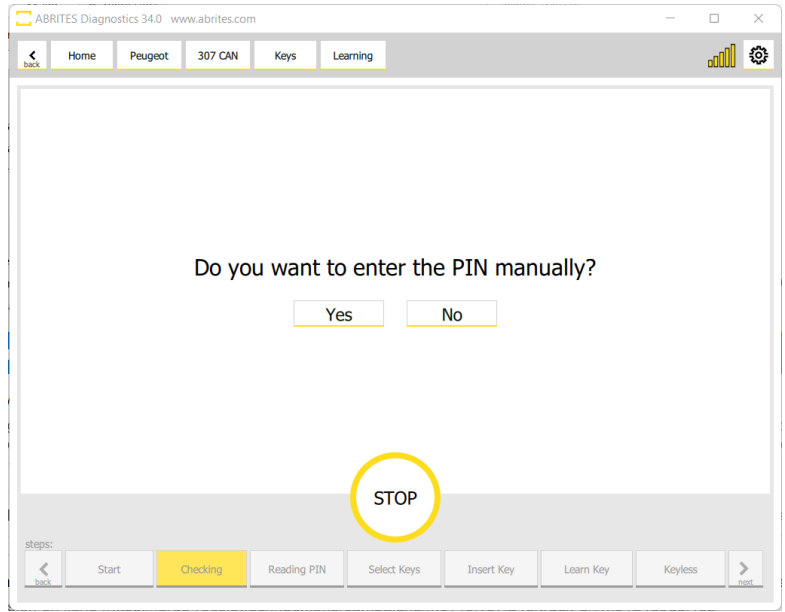 ABRITES Diagnostics 34.0 www.abrites.com
back
Home
Peugeot
307 CAN
Keys
Learning
Do you want to enter the PIN manually?
Yes
No
STOP
steps:
back
Start
Checking
Reading PIN
Select Keys
Insert Key
Learn Key
Keyless
next